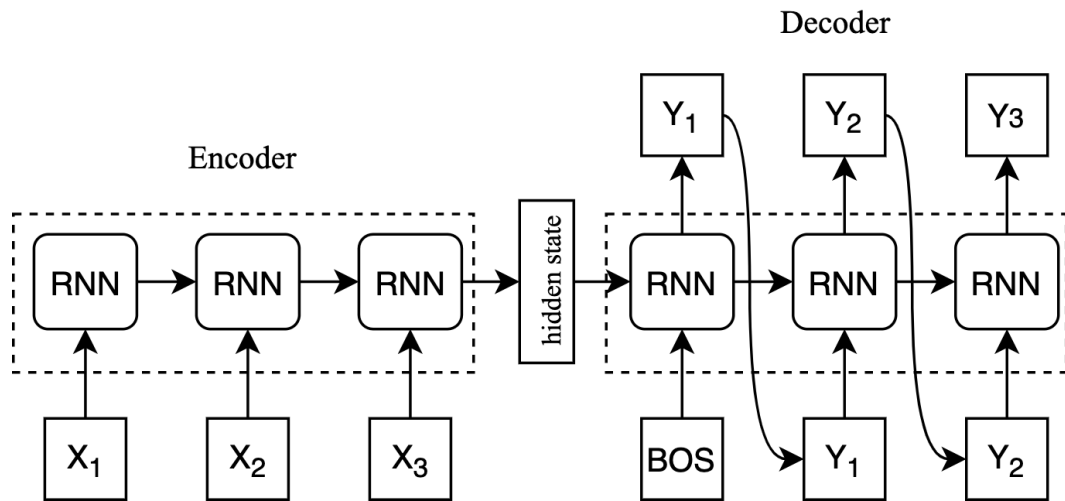 Decoder
Y₁ Y₂ Y3
Encoder
RNN RNN RNN hidden state RNN RNN RNN
X₁ X₂ X₃ BOS Y₁ Y₂